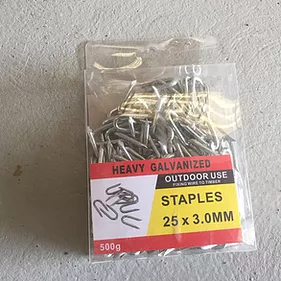 HEAVY GALVANIZED
OUTDOOR USE
FIXING WIRE TO TIMBER
STAPLES
25 x 3.0MM
500g